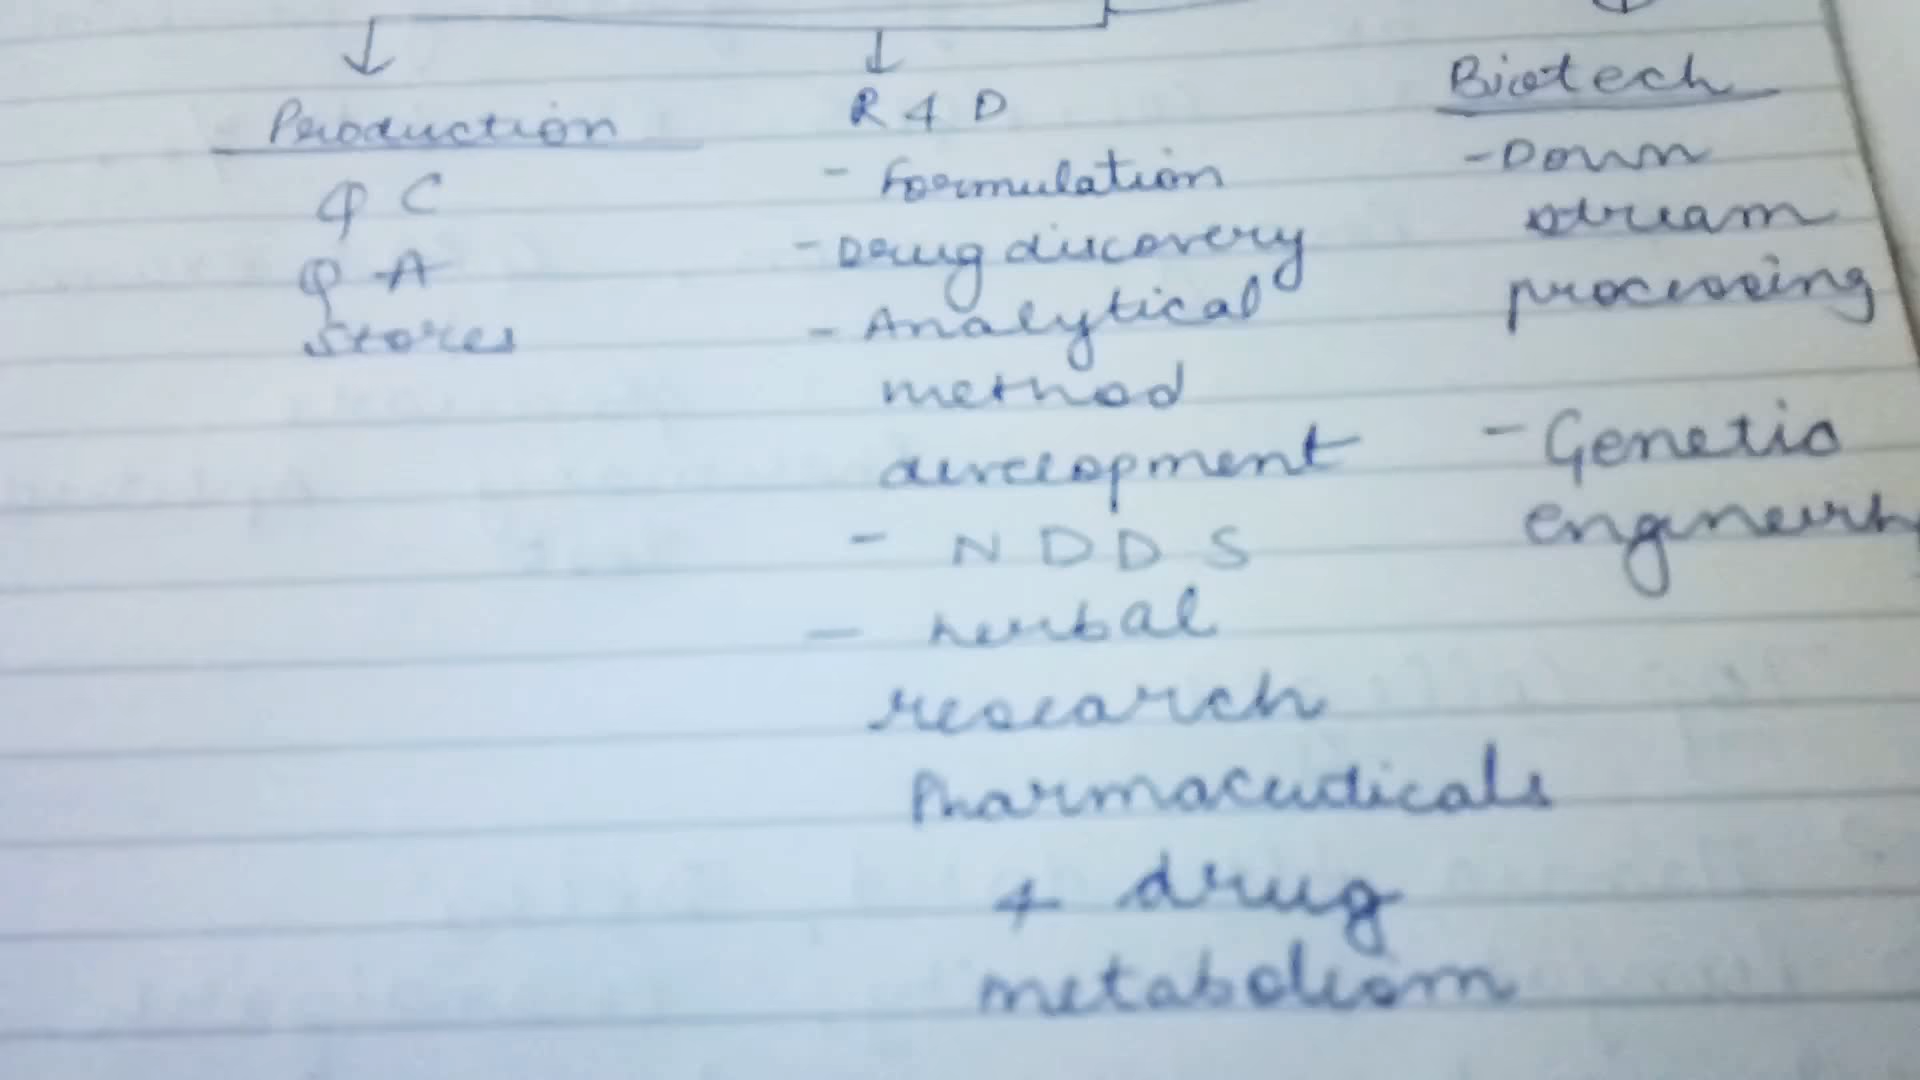 Production
Q C
Q A
Stores
R & D
- Formulation
- Drug discovery
- Analytical
method
development
- N D D S
- herbal
research
Pharmaceuticals
& drug
metabolism
Biotech
- Down
stream
processing
- Genetic
engineering